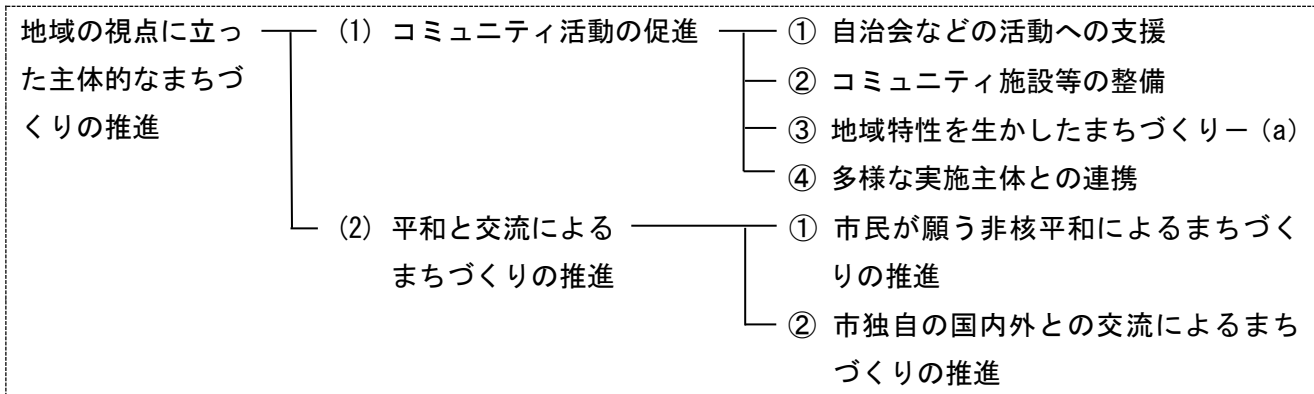 地域の視点に立っ
た主体的なまちづ
くりの推進
(1) コミュニティ活動の促進
① 自治会などの活動への支援
② コミュニティ施設等の整備
③ 地域特性を生かしたまちづくり－(a)
④ 多様な実施主体との連携
(2) 平和と交流による
まちづくりの推進
① 市民が願う非核平和によるまちづく
りの推進
② 市独自の国内外との交流によるまち
づくりの推進